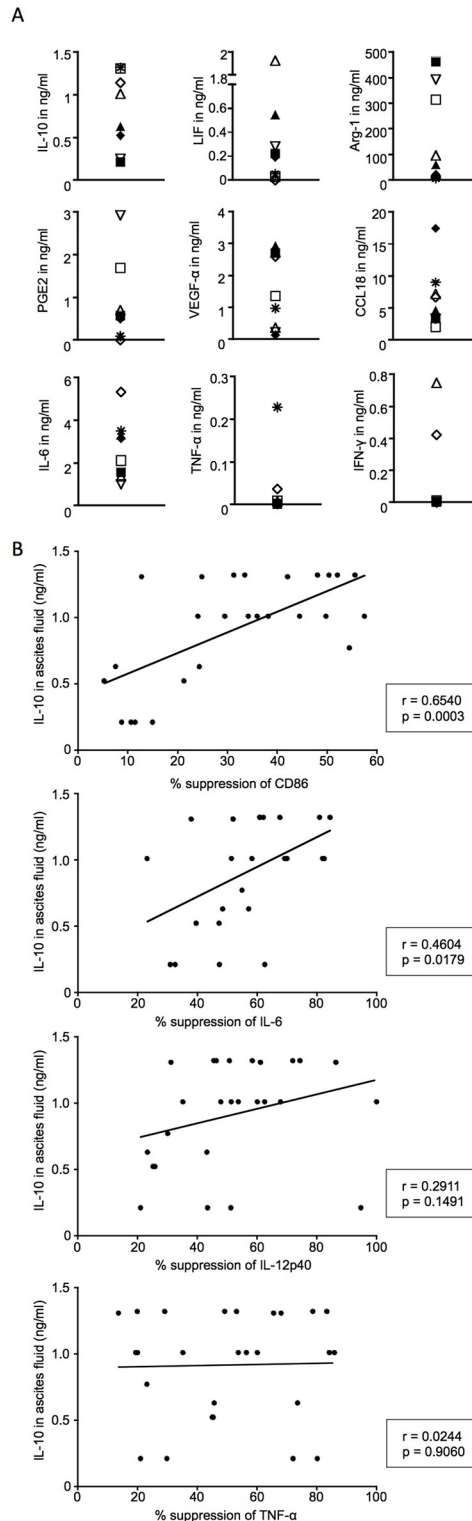 A
IL-10 in ng/ml
1.5
1.0
0.5
0
LIF in ng/ml
2
1.8
0.6
0.4
0.2
0
Arg-1 in ng/ml
500
400
300
200
100
0
PGE2 in ng/ml
3
2
1
0
VEGF-α in ng/ml
4
3
2
1
0
CCL18 in ng/ml
20
15
10
5
0
IL-6 in ng/ml
6
4
2
0
TNF-α in ng/ml
0.3
0.2
0.1
0
IFN-γ in ng/ml
0.8
0.6
0.4
0.2
0
B
IL-10 in ascites fluid (ng/ml)
1.5
1.0
0.5
0
0 10 20 30 40 50 60
% suppression of CD86
r = 0.6540
p = 0.0003
IL-10 in ascites fluid (ng/ml)
1.5
1.0
0.5
0
0 20 40 60 80 100
% suppression of IL-6
r = 0.4604
p = 0.0179
IL-10 in ascites fluid (ng/ml)
1.5
1.0
0.5
0
0 20 40 60 80 100
% suppression of IL-12p40
r = 0.2911
p = 0.1491
IL-10 in ascites fluid (ng/ml)
1.5
1.0
0.5
0
0 20 40 60 80 100
% suppression of TNF-α
r = 0.0244
p = 0.9060